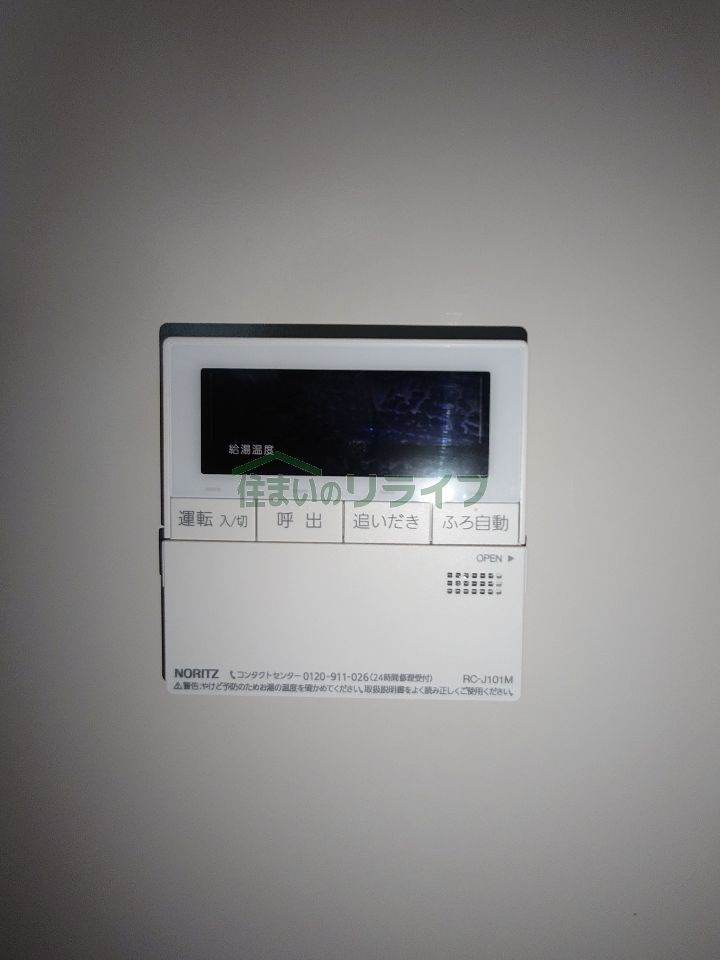 給湯温度
住まいのリライフ
運転 入/切 呼出 追いだき ふろ自動
OPEN ▶
NORITZ コンタクトセンター 0120-911-026(24時間修理受付) RC-J101M
⚠警告:やけど予防のためお湯の温度を確かめてください。取扱説明書をよく読み正しくご使用ください。